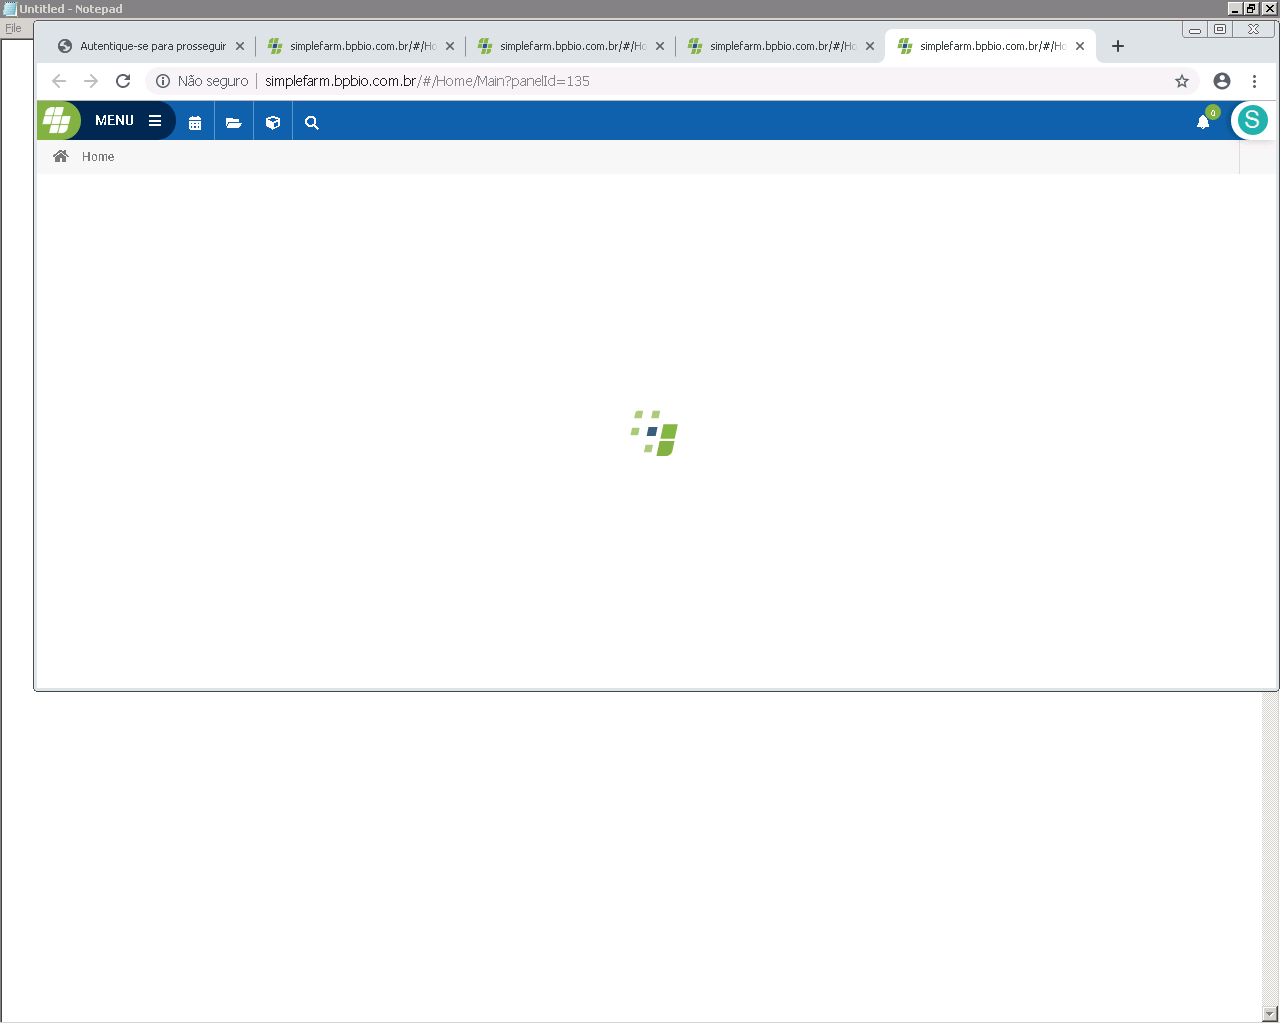 Untitled - Notepad
File
Autentique-se para prosseguir
simplefarm.bpbio.com.br/#/Ho
simplefarm.bpbio.com.br/#/Ho
simplefarm.bpbio.com.br/#/Ho
simplefarm.bpbio.com.br/#/Ho
Não seguro
simplefarm.bpbio.com.br/#/Home/Main?panelId=135
MENU
0
S
Home